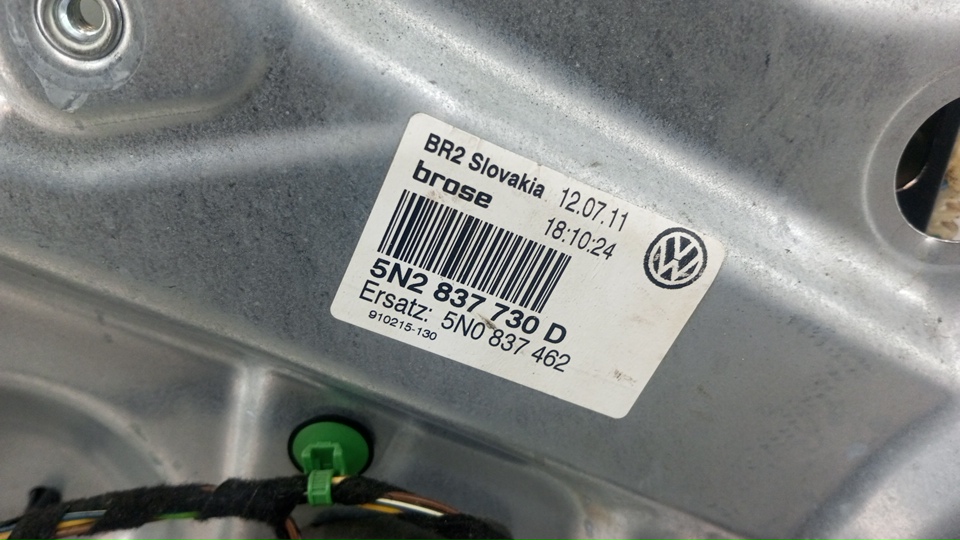 BR2 Slovakia 12.07.11
brose 18:10:24
5N2 837 730 D
Ersatz: 5N0 837 462
910215-130